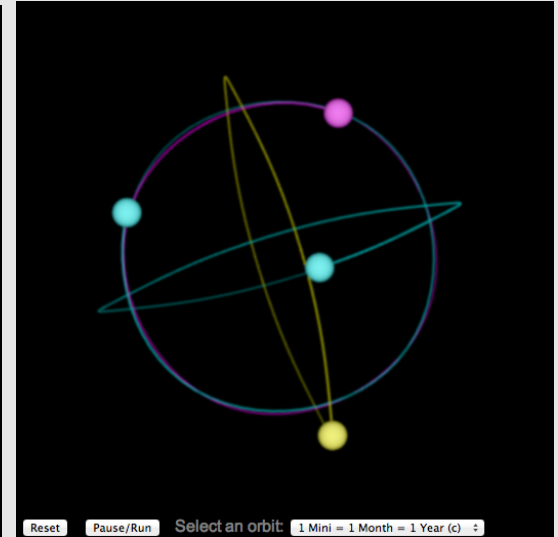 Reset Pause/Run Select an orbit: 1 Mini = 1 Month = 1 Year (c)